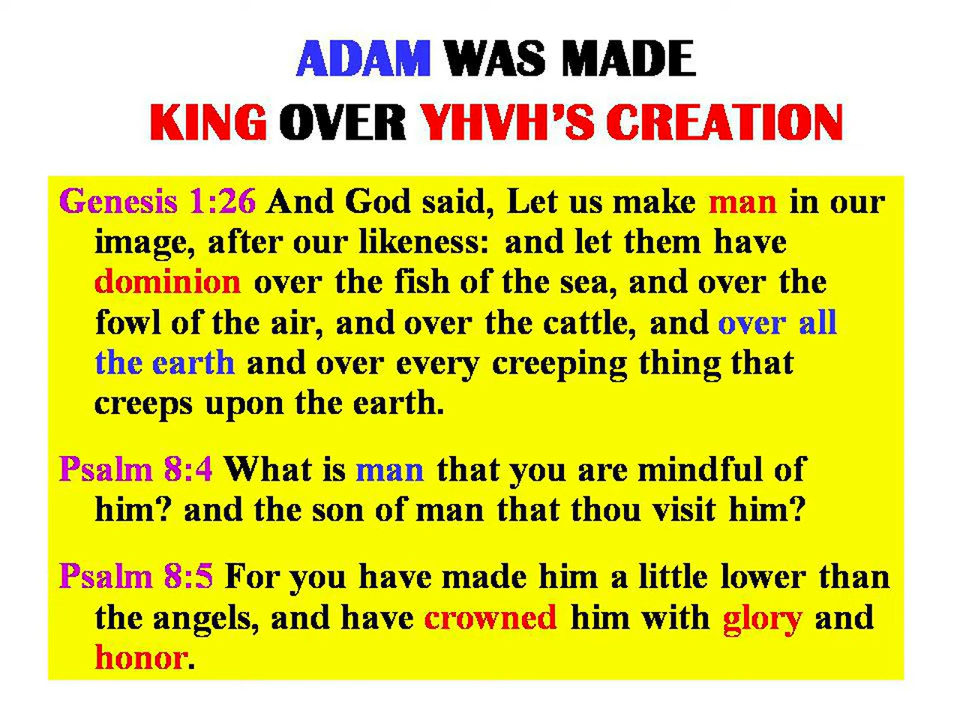 ADAM WAS MADE
KING OVER YHVH'S CREATION
Genesis 1:26 And God said, Let us make man in our
image, after our likeness: and let them have
dominion over the fish of the sea, and over the
fowl of the air, and over the cattle, and over all
the earth and over every creeping thing that
creeps upon the earth.
Psalm 8:4 What is man that you are mindful of
him? and the son of man that thou visit him?
Psalm 8:5 For you have made him a little lower than
the angels, and have crowned him with glory and
honor.